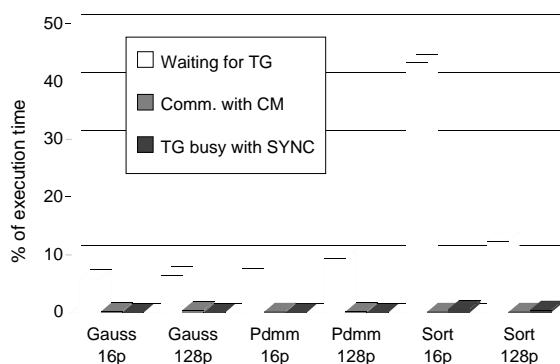 % of execution time
50
40
30
20
10
0
Waiting for TG
Comm. with CM
TG busy with SYNC
Gauss Gauss Pdmm Pdmm Sort Sort
16p 128p 16p 128p 16p 128p